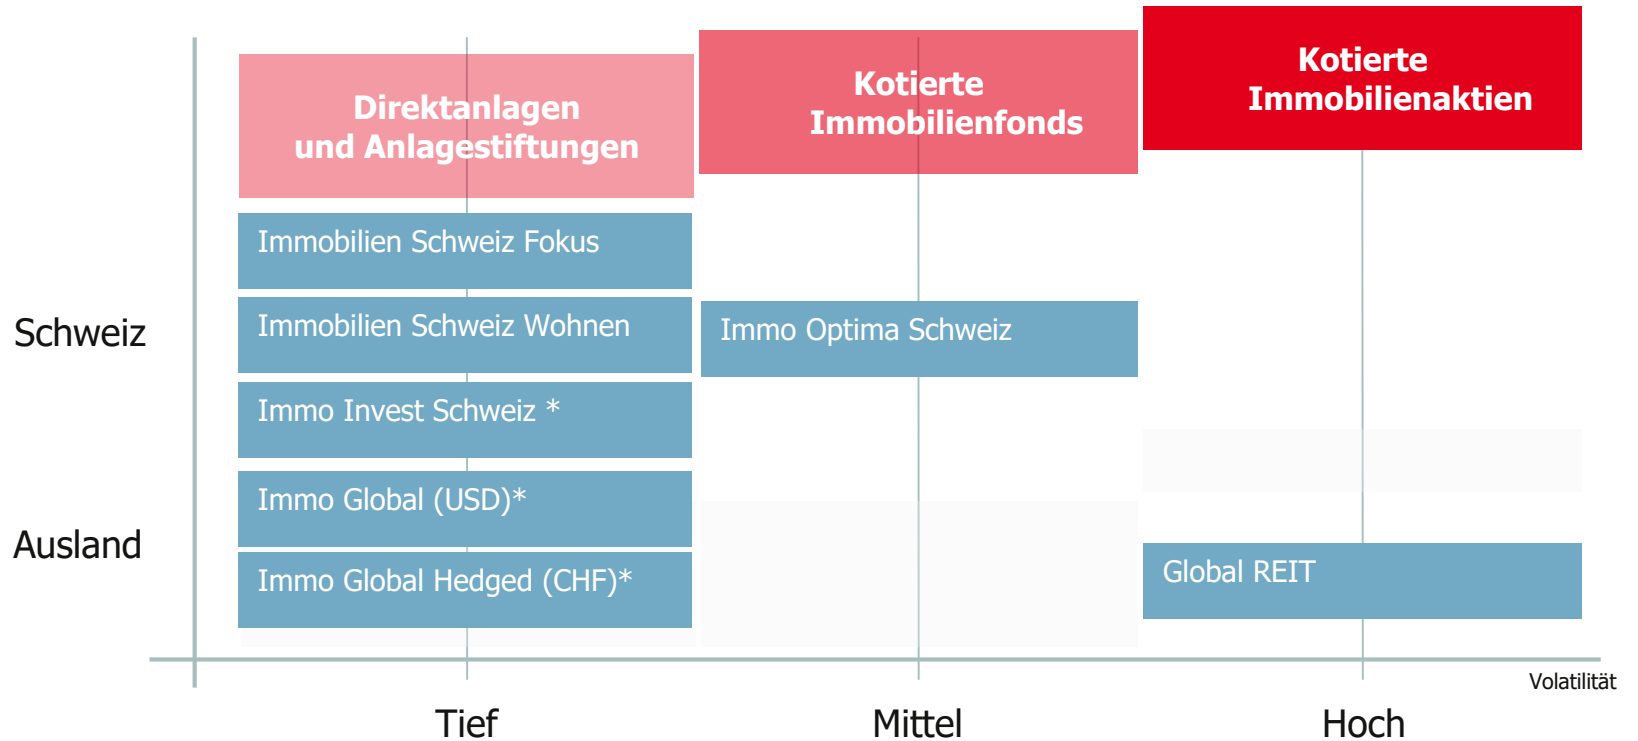 Direktanlagen
und Anlagestiftungen
Kotierte
Immobilienfonds
Kotierte
Immobilienaktien
Schweiz
Immobilien Schweiz Fokus
Immobilien Schweiz Wohnen
Immo Invest Schweiz *
Immo Optima Schweiz
Ausland
Immo Global (USD)*
Immo Global Hedged (CHF)*
Global REIT
Volatilität
Tief
Mittel
Hoch